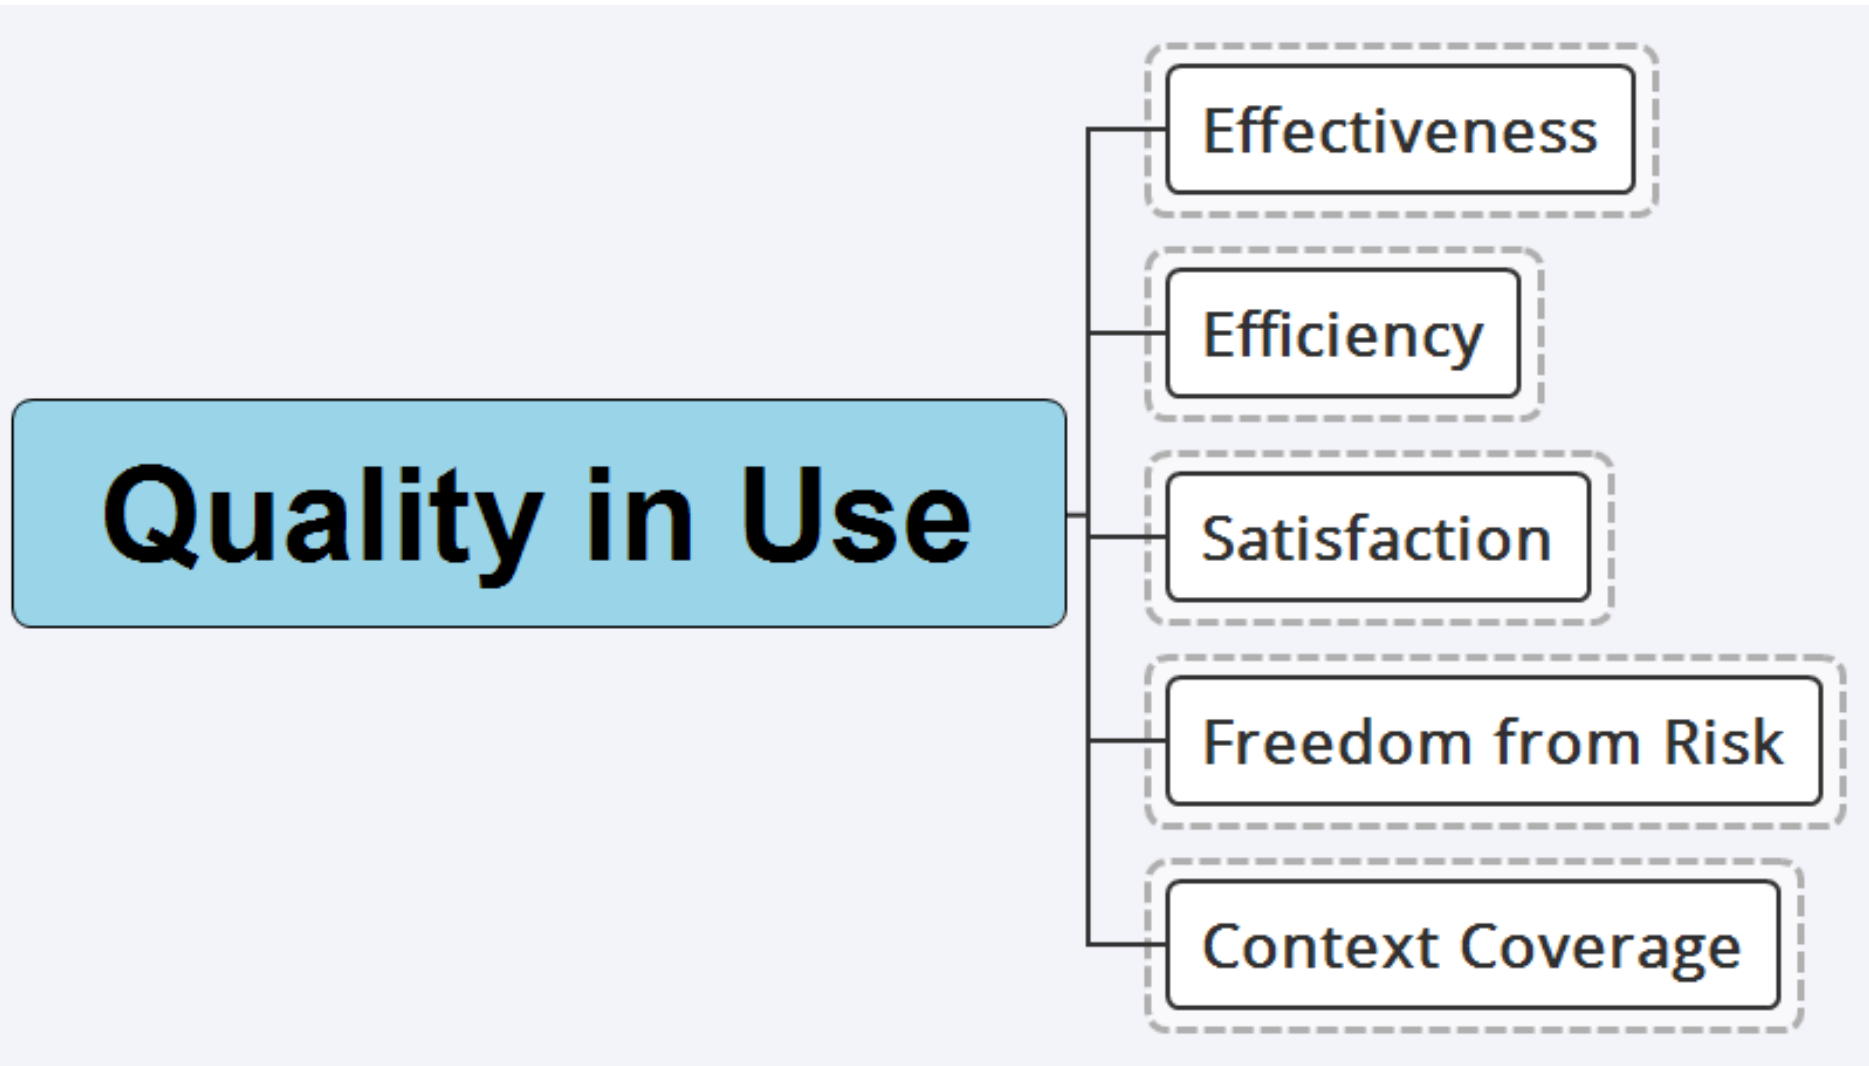 Effectiveness
Efficiency
Quality in Use
Satisfaction
Freedom from Risk
Context Coverage